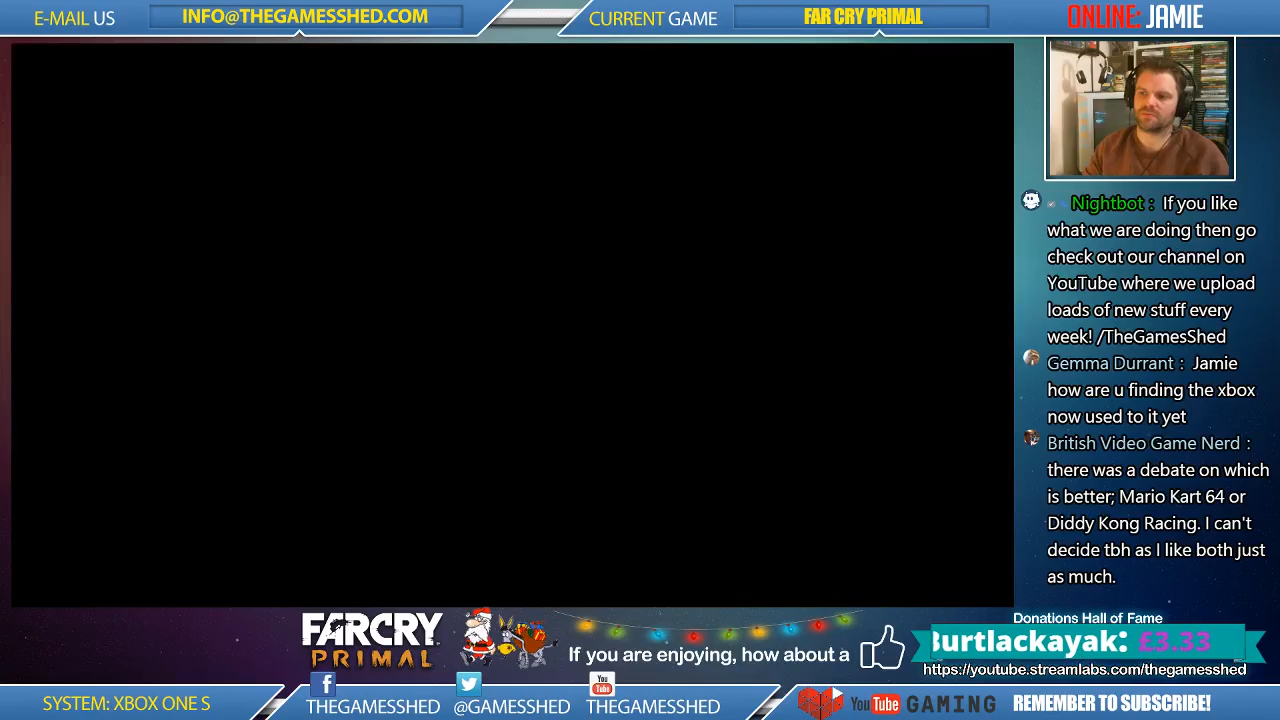 E-MAIL US
INFO@THEGAMESSHED.COM
CURRENT GAME
FAR CRY PRIMAL
ONLINE: JAMIE
Nightbot : If you like
what we are doing then go
check out our channel on
YouTube where we upload
loads of new stuff every
week! /TheGamesShed
Gemma Durrant : Jamie
how are u finding the xbox
now used to it yet
British Video Game Nerd :
there was a debate on which
is better; Mario Kart 64 or
Diddy Kong Racing. I can't
decide tbh as I like both just
as much.
FARCRY
PRIMAL
If you are enjoying, how about a
Donations Hall of Fame
Burtlackayak: £3.33
https://youtube.streamlabs.com/thegamesshed
SYSTEM: XBOX ONE S
f
THEGAMESSHED
@GAMESSHED
You
Tube
THEGAMESSHED
YouTube GAMING
REMEMBER TO SUBSCRIBE!